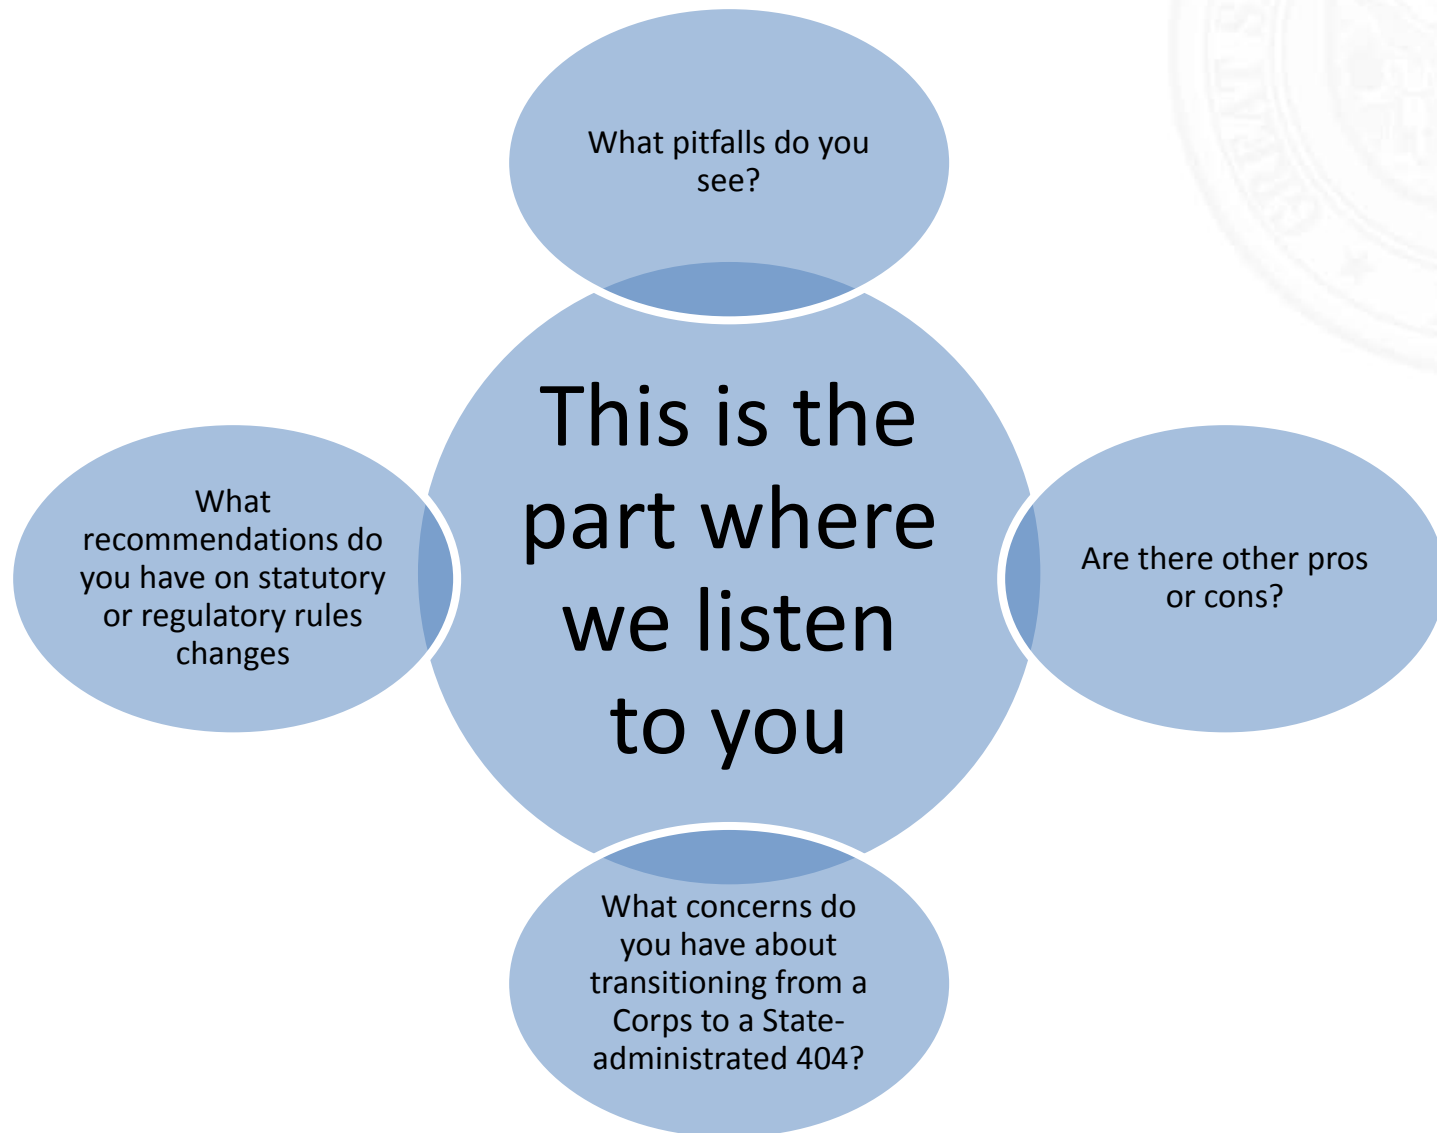 What pitfalls do you
see?
This is the
part where
we listen
to you
What
recommendations do
you have on statutory
or regulatory rules
changes
Are there other pros
or cons?
What concerns do
you have about
transitioning from a
Corps to a State-
administrated 404?